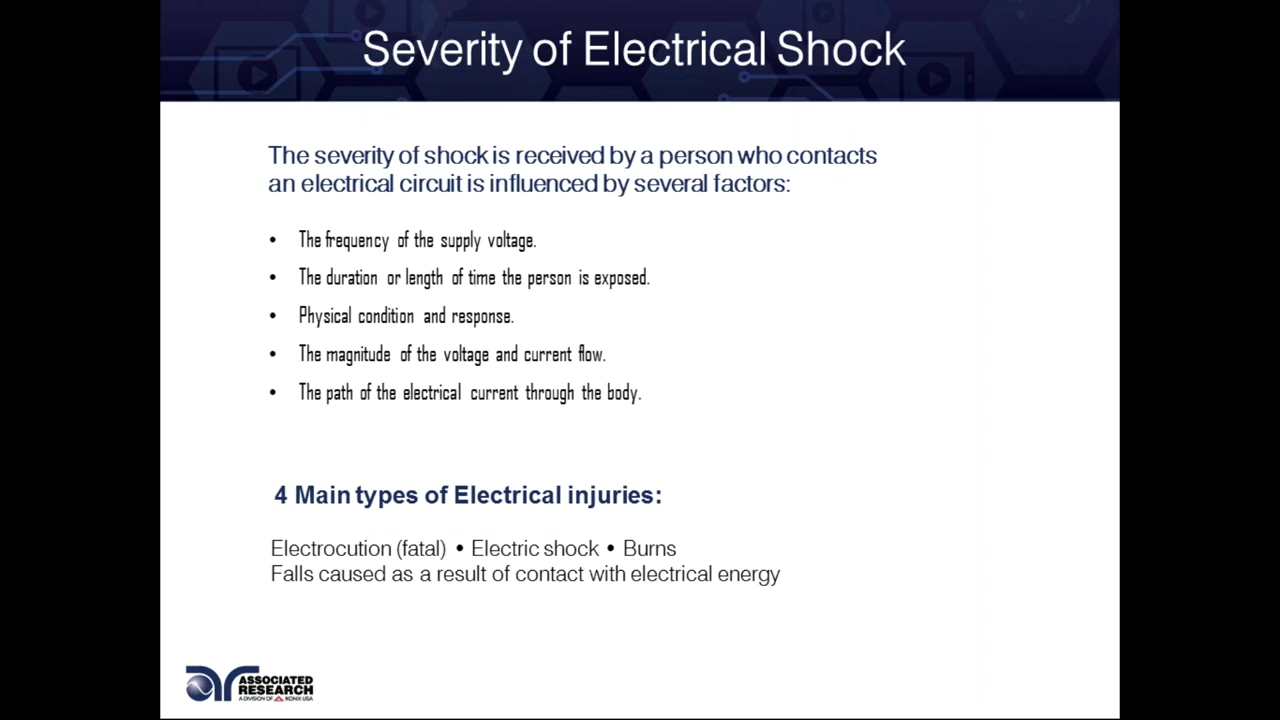 Severity of Electrical Shock
The severity of shock is received by a person who contacts
an electrical circuit is influenced by several factors:
• The frequency of the supply voltage.
• The duration or length of time the person is exposed.
• Physical condition and response.
• The magnitude of the voltage and current flow.
• The path of the electrical current through the body.
4 Main types of Electrical injuries:
Electrocution (fatal) • Electric shock • Burns
Falls caused as a result of contact with electrical energy
ASSOCIATED
RESEARCH
A DIVISION OF IKONIX USA